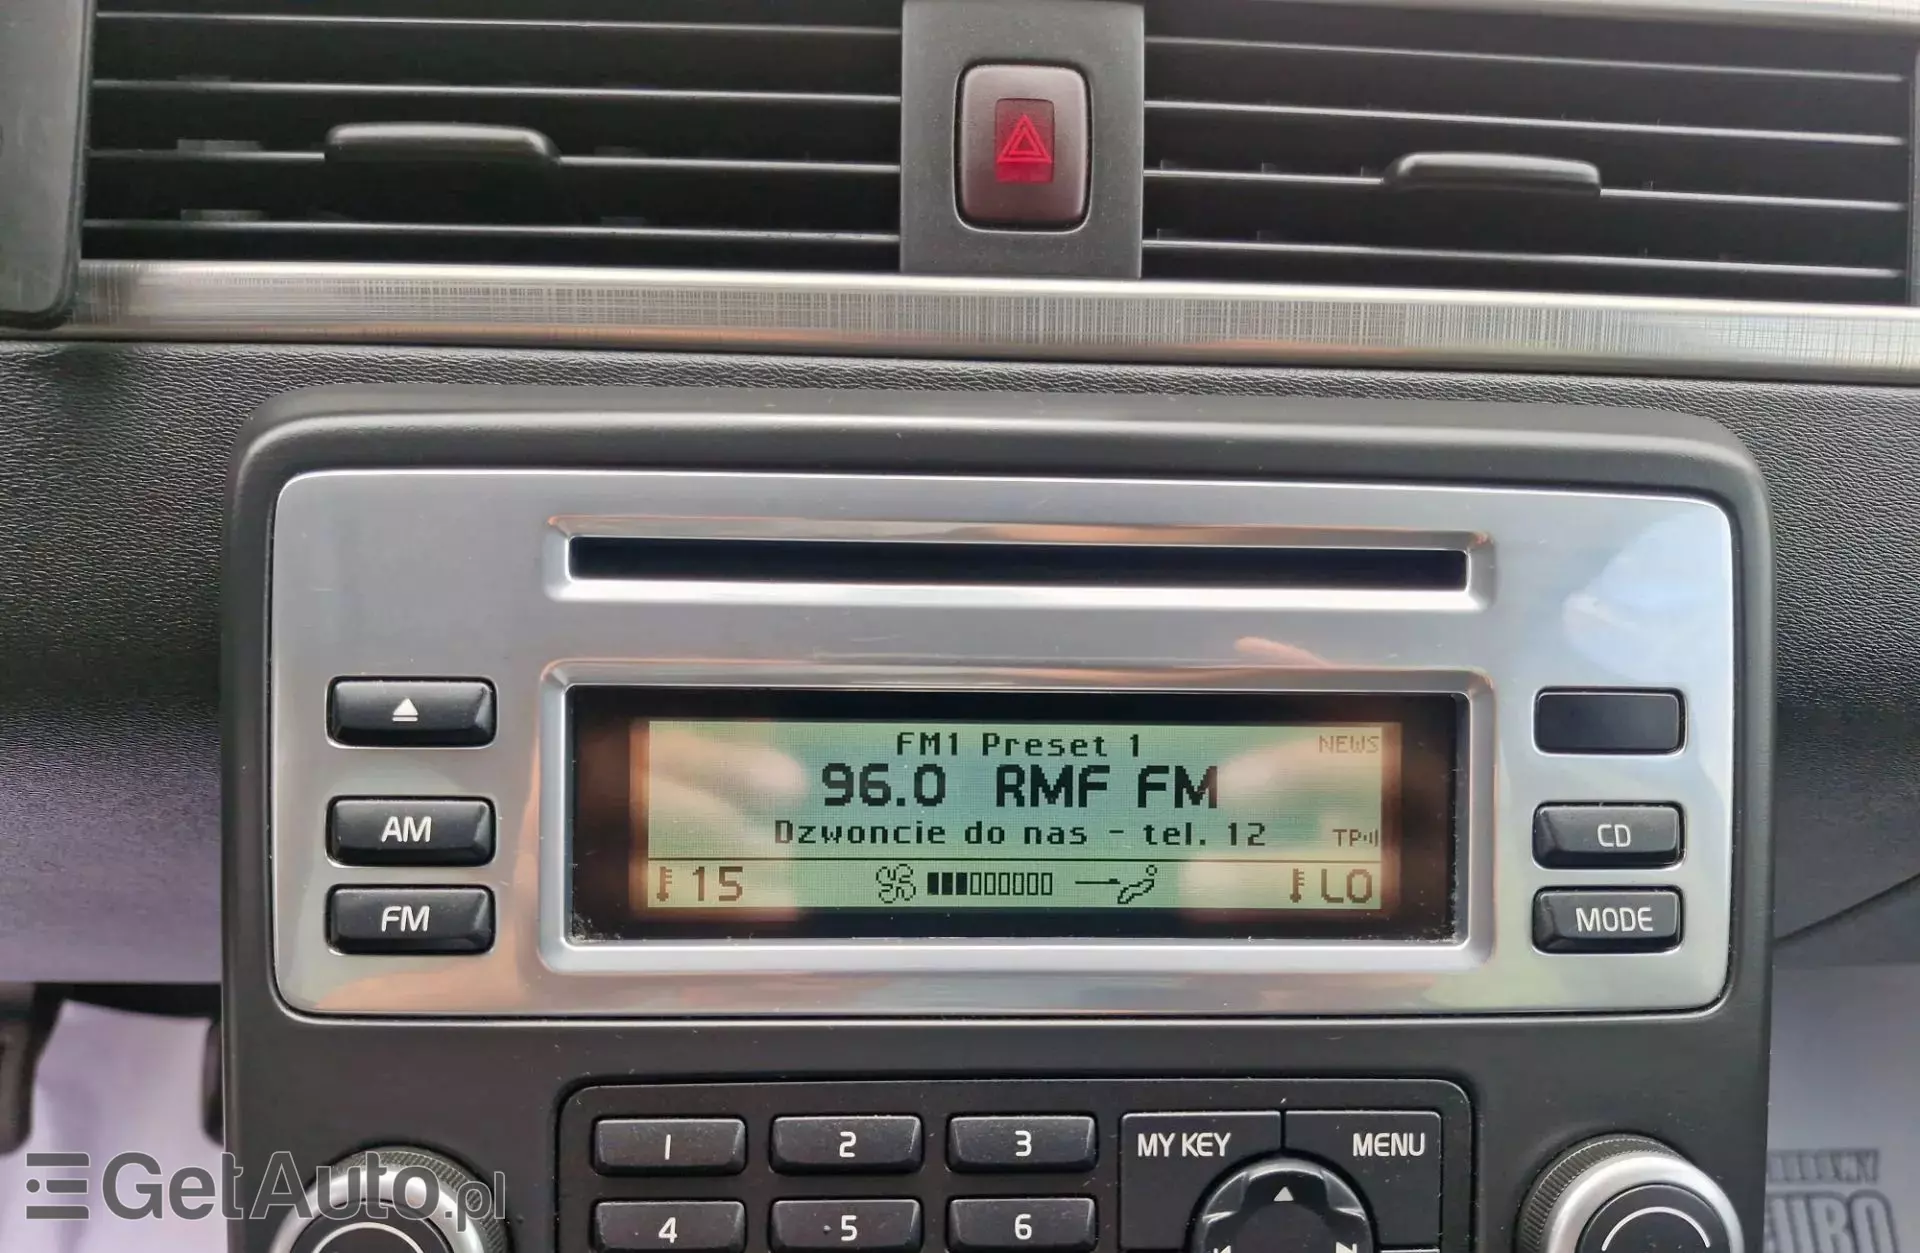 FM1 Preset 1 NEWS
96.0 RMF FM
Dzwoncie do nas - tel. 12 TP
15 LO
AM
FM
CD
MODE
1 2 3 MY KEY MENU
4 5 6
GetAuto.pl
EURO